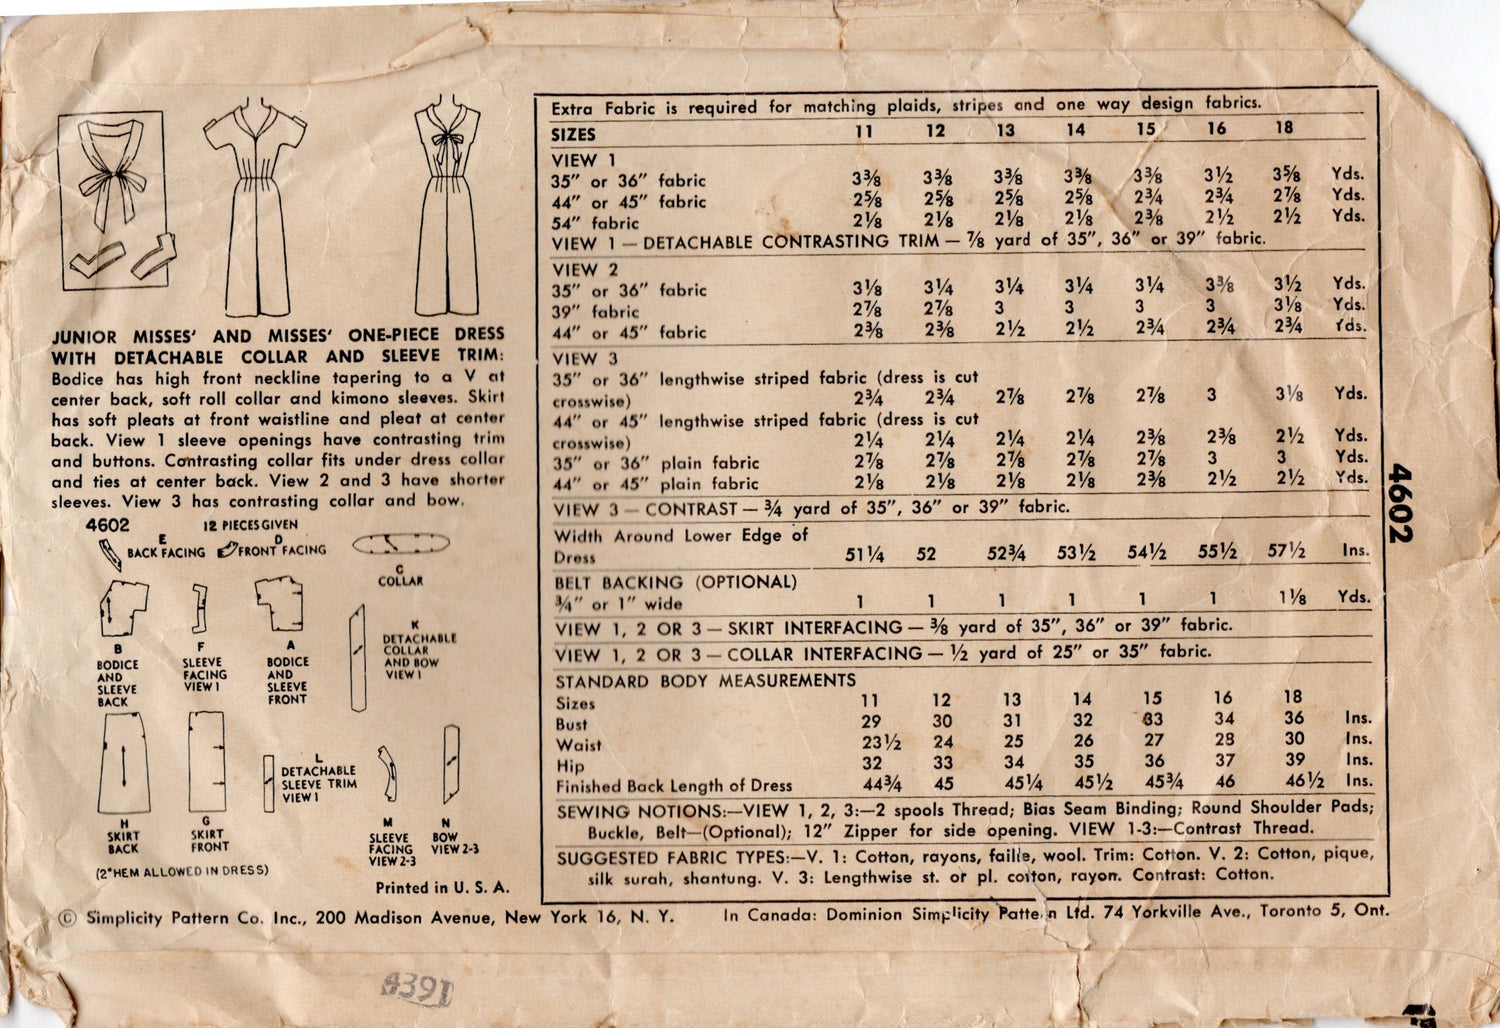 JUNIOR MISSES' AND MISSES' ONE-PIECE DRESS
WITH DETACHABLE COLLAR AND SLEEVE TRIM:
Bodice has high front neckline tapering to a V at
center back, soft roll collar and kimono sleeves. Skirt
has soft pleats at front waistline and pleat at center
back. View 1 sleeve openings have contrasting trim
and buttons. Contrasting collar fits under dress collar
and ties at center back. View 2 and 3 have shorter
sleeves. View 3 has contrasting collar and bow.
4602 12 PIECES GIVEN
E
BACK FACING
D
FRONT FACING
C
COLLAR
B
BODICE
AND
SLEEVE
BACK
F
SLEEVE
FACING
VIEW 1
A
BODICE
AND
SLEEVE
FRONT
K
DETACHABLE
COLLAR
AND BOW
VIEW 1
H
SKIRT
BACK
G
SKIRT
FRONT
L
DETACHABLE
SLEEVE TRIM
VIEW 1
M
SLEEVE
FACING
VIEW 2-3
N
BOW
VIEW 2-3
(2" HEM ALLOWED IN DRESS)
Printed in U. S. A.
Extra Fabric is required for matching plaids, stripes and one way design fabrics.
SIZES 11 12 13 14 15 16 18
VIEW 1
35" or 36" fabric 3⅜ 3⅜ 3⅜ 3⅜ 3⅜ 3½ 3⅝ Yds.
44" or 45" fabric 2⅝ 2⅝ 2⅝ 2⅝ 2¾ 2¾ 2⅞ Yds.
54" fabric 2⅛ 2⅛ 2⅛ 2⅛ 2⅜ 2½ 2½ Yds.
VIEW 1 — DETACHABLE CONTRASTING TRIM — ⅞ yard of 35", 36" or 39" fabric.
VIEW 2
35" or 36" fabric 3⅛ 3¼ 3¼ 3¼ 3¼ 3⅜ 3½ Yds.
39" fabric 2⅞ 2⅞ 3 3 3 3 3⅛ Yds.
44" or 45" fabric 2⅜ 2⅜ 2½ 2½ 2¾ 2¾ 2¾ Yds.
VIEW 3
35" or 36" lengthwise striped fabric (dress is cut
crosswise) 2¾ 2¾ 2⅞ 2⅞ 2⅞ 3 3⅛ Yds.
44" or 45" lengthwise striped fabric (dress is cut
crosswise) 2¼ 2¼ 2¼ 2¼ 2⅜ 2⅜ 2½ Yds.
35" or 36" plain fabric 2⅞ 2⅞ 2⅞ 2⅞ 2⅞ 3 3 Yds.
44" or 45" plain fabric 2⅛ 2⅛ 2⅛ 2⅛ 2⅜ 2½ 2½ Yds.
VIEW 3 — CONTRAST — ¾ yard of 35", 36" or 39" fabric.
Width Around Lower Edge of
Dress 51¼ 52 52¾ 53½ 54½ 55½ 57½ Ins.
BELT BACKING (OPTIONAL)
¾" or 1" wide 1 1 1 1 1 1 1⅛ Yds.
VIEW 1, 2 OR 3 — SKIRT INTERFACING — ⅜ yard of 35", 36" or 39" fabric.
VIEW 1, 2 OR 3 — COLLAR INTERFACING — ½ yard of 25" or 35" fabric.
STANDARD BODY MEASUREMENTS
Sizes 11 12 13 14 15 16 18
Bust 29 30 31 32 33 34 36 Ins.
Waist 23½ 24 25 26 27 28 30 Ins.
Hip 32 33 34 35 36 37 39 Ins.
Finished Back Length of Dress 44¾ 45 45¼ 45½ 45¾ 46 46½ Ins.
SEWING NOTIONS:—VIEW 1, 2, 3:—2 spools Thread; Bias Seam Binding; Round Shoulder Pads;
Buckle, Belt—(Optional); 12" Zipper for side opening. VIEW 1-3:—Contrast Thread.
SUGGESTED FABRIC TYPES:—V. 1: Cotton, rayons, faille, wool. Trim: Cotton. V. 2: Cotton, pique,
silk surah, shantung. V. 3: Lengthwise st. or pl. cotton, rayon. Contrast: Cotton.
4602
© Simplicity Pattern Co. Inc., 200 Madison Avenue, New York 16, N. Y. In Canada: Dominion Simplicity Pattern Ltd. 74 Yorkville Ave., Toronto 5, Ont.
4391